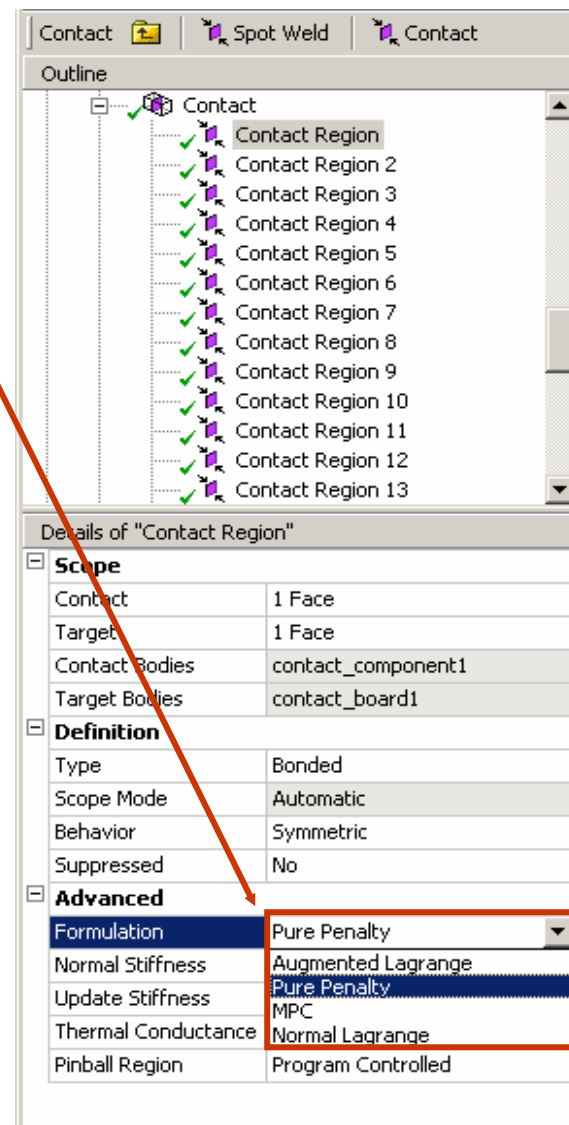 Contact Spot Weld Contact
Outline
Contact
Contact Region
Contact Region 2
Contact Region 3
Contact Region 4
Contact Region 5
Contact Region 6
Contact Region 7
Contact Region 8
Contact Region 9
Contact Region 10
Contact Region 11
Contact Region 12
Contact Region 13
Details of "Contact Region"
Scope
Contact 1 Face
Target 1 Face
Contact Bodies contact_component1
Target Bodies contact_board1
Definition
Type Bonded
Scope Mode Automatic
Behavior Symmetric
Suppressed No
Advanced
Formulation Pure Penalty
Normal Stiffness Augmented Lagrange
Pure Penalty
Update Stiffness MPC
Thermal Conductance Normal Lagrange
Pinball Region Program Controlled